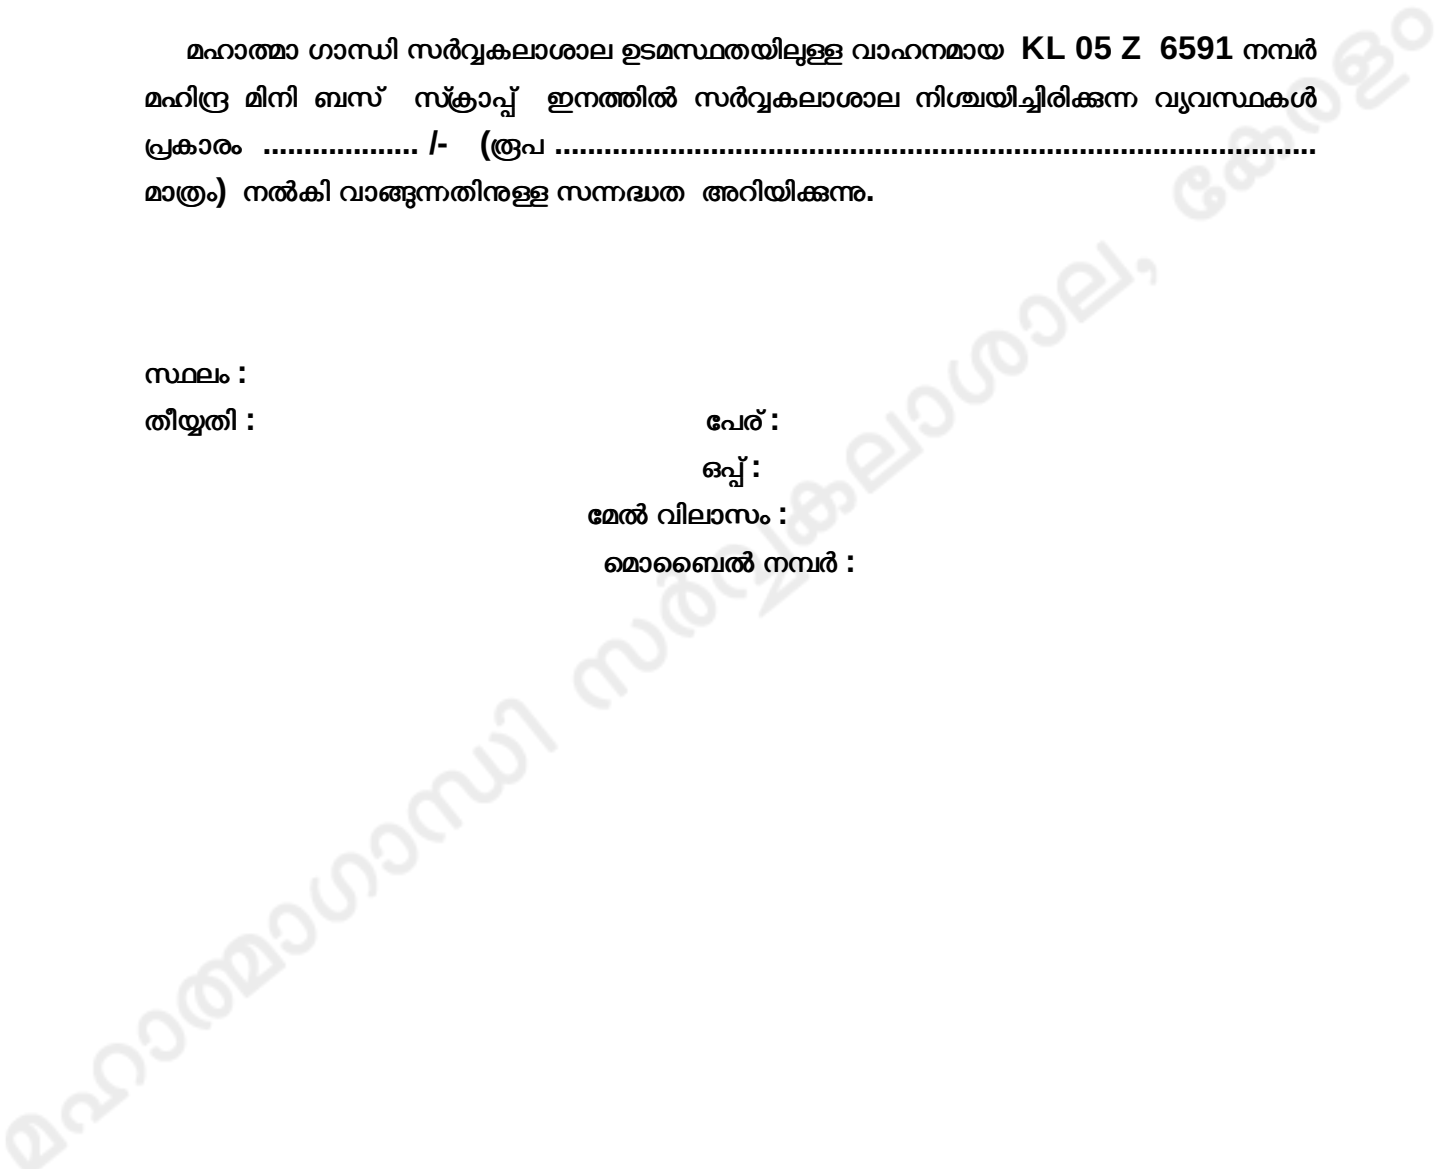 മഹാത്മാ ഗാന്ധി സർവ്വകലാശാല ഉടമസ്ഥതയിലുള്ള വാഹനമായ KL 05 Z 6591 നമ്പർ
മഹിന്ദ്ര മിനി ബസ് സ്ക്രാപ്പ് ഇനത്തിൽ സർവ്വകലാശാല നിശ്ചയിച്ചിരിക്കുന്ന വ്യവസ്ഥകൾ
പ്രകാരം ................... /- (രൂപ .............................................................................................
മാത്രം) നൽകി വാങ്ങുന്നതിനുള്ള സന്നദ്ധത അറിയിക്കുന്നു.
സ്ഥലം :
തീയ്യതി : പേര് :
ഒപ്പ് :
മേൽ വിലാസം :
മൊബൈൽ നമ്പർ :
മഹാത്മാഗാന്ധി സർവ്വകലാശാല, കേരളം